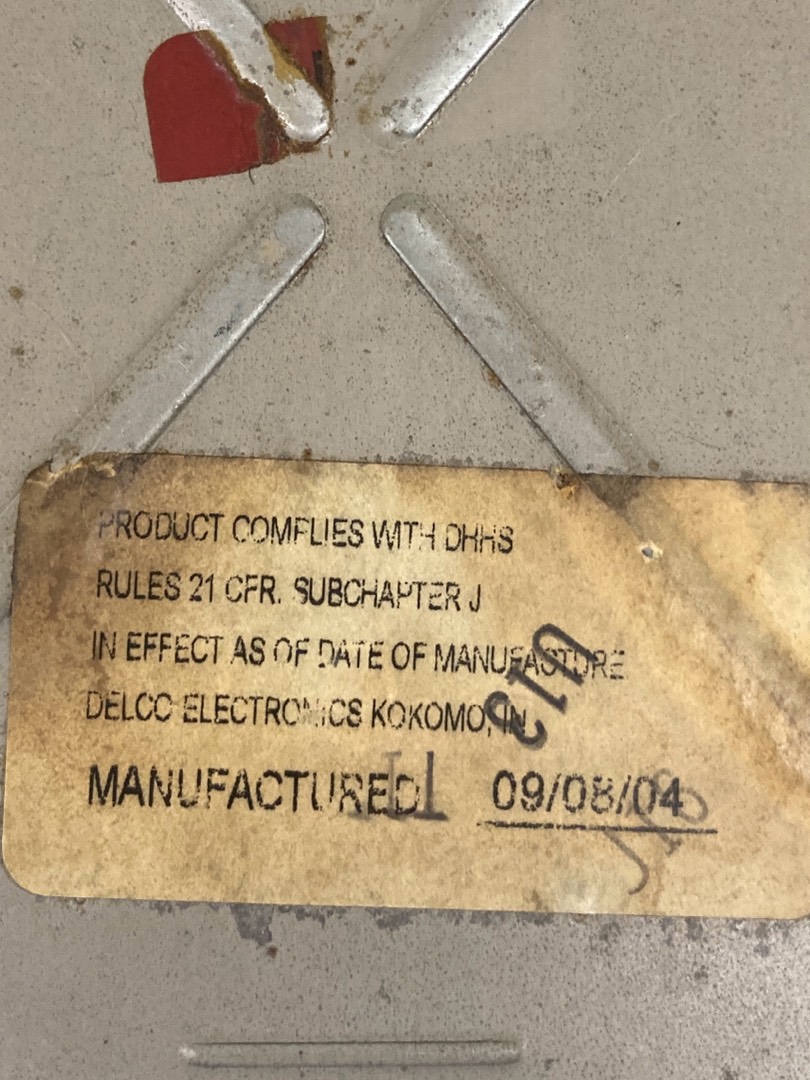 PRODUCT COMPLIES WITH DHHS
RULES 21 CFR. SUBCHAPTER J
IN EFFECT AS OF DATE OF MANUFACTURE
DELCO ELECTRONICS KOKOMO, IN
MANUFACTURED 09/08/04